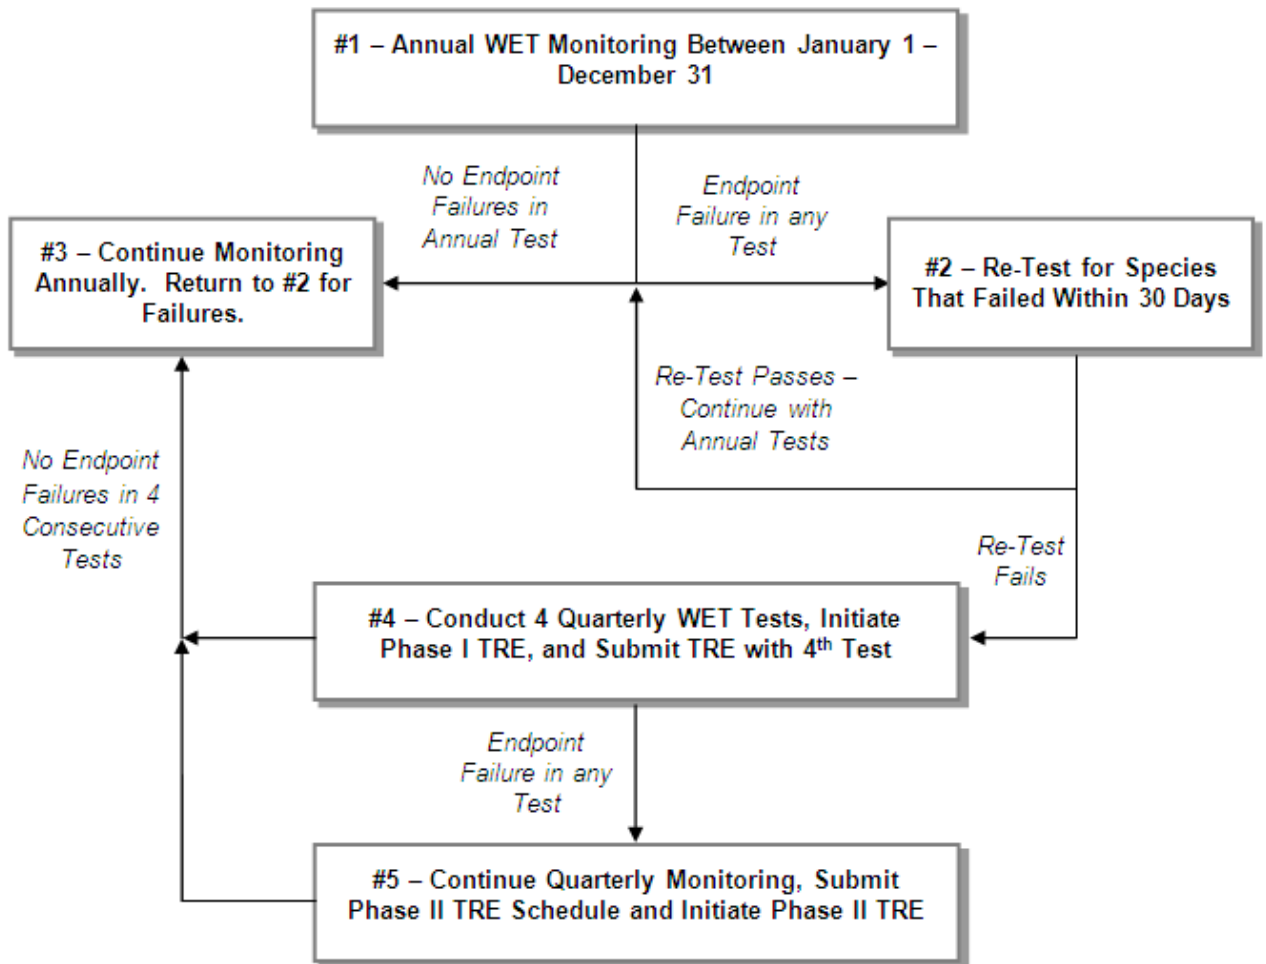 #1 – Annual WET Monitoring Between January 1 –
December 31
No Endpoint
Failures in
Annual Test
Endpoint
Failure in any
Test
#3 – Continue Monitoring
Annually.  Return to #2 for
Failures.
#2 – Re-Test for Species
That Failed Within 30 Days
Re-Test Passes –
Continue with
Annual Tests
No Endpoint
Failures in 4
Consecutive
Tests
Re-Test
Fails
#4 – Conduct 4 Quarterly WET Tests, Initiate
Phase I TRE, and Submit TRE with 4th Test
Endpoint
Failure in any
Test
#5 – Continue Quarterly Monitoring, Submit
Phase II TRE Schedule and Initiate Phase II TRE